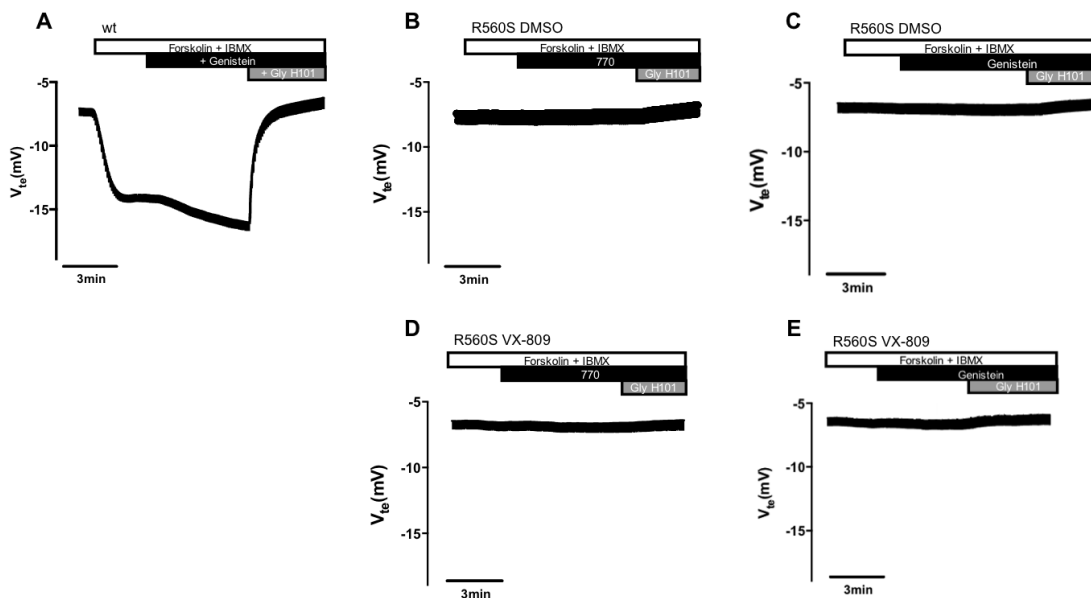 A
wt
Forskolin + IBMX
+ Genistein
+ Gly H101
-5
-10
-15
Vte(mV)
3min
B
R560S DMSO
Forskolin + IBMX
770
Gly H101
-5
-10
-15
Vte(mV)
3min
C
R560S DMSO
Forskolin + IBMX
Genistein
Gly H101
-5
-10
-15
Vte(mV)
3min
D
R560S VX-809
Forskolin + IBMX
770
Gly H101
-5
-10
-15
Vte(mV)
3min
E
R560S VX-809
Forskolin + IBMX
Genistein
Gly H101
-5
-10
-15
Vte(mV)
3min